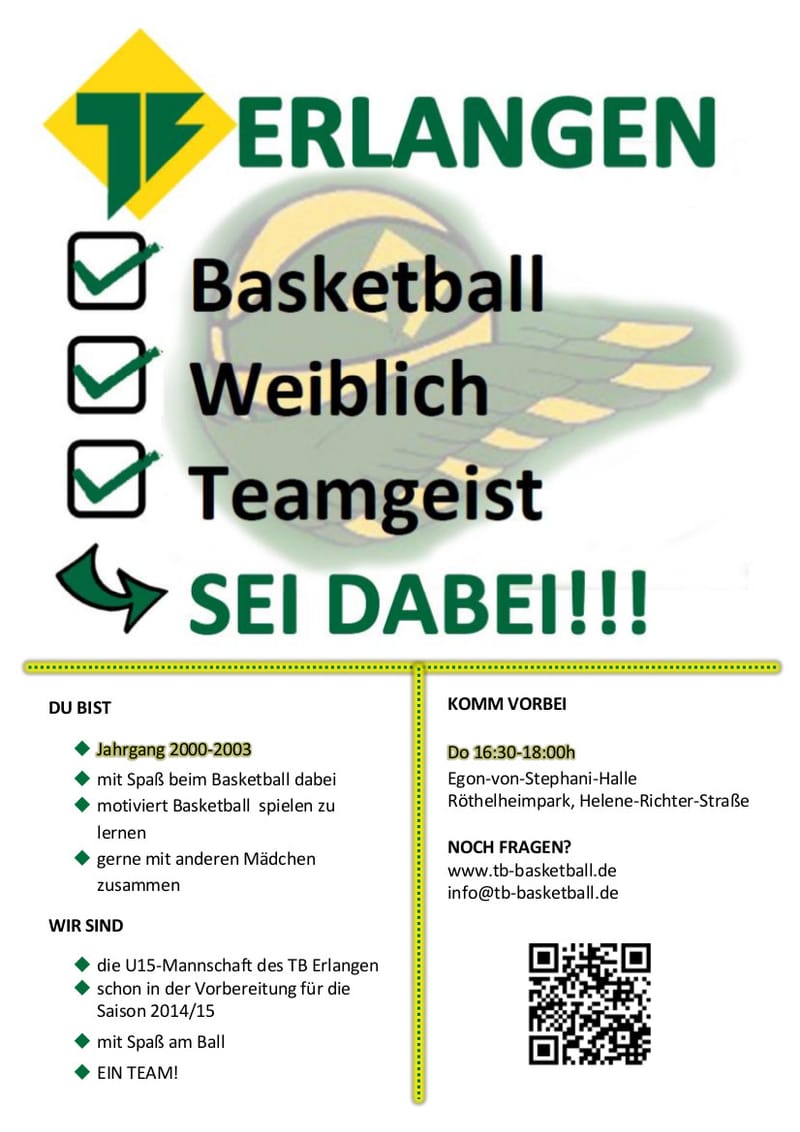 TB ERLANGEN
Basketball
Weiblich
Teamgeist
SEI DABEI!!!
DU BIST
Jahrgang 2000-2003
mit Spaß beim Basketball dabei
motiviert Basketball spielen zu
lernen
gerne mit anderen Mädchen
zusammen
WIR SIND
die U15-Mannschaft des TB Erlangen
schon in der Vorbereitung für die
Saison 2014/15
mit Spaß am Ball
EIN TEAM!
KOMM VORBEI
Do 16:30-18:00h
Egon-von-Stephani-Halle
Röthelheimpark, Helene-Richter-Straße
NOCH FRAGEN?
www.tb-basketball.de
info@tb-basketball.de